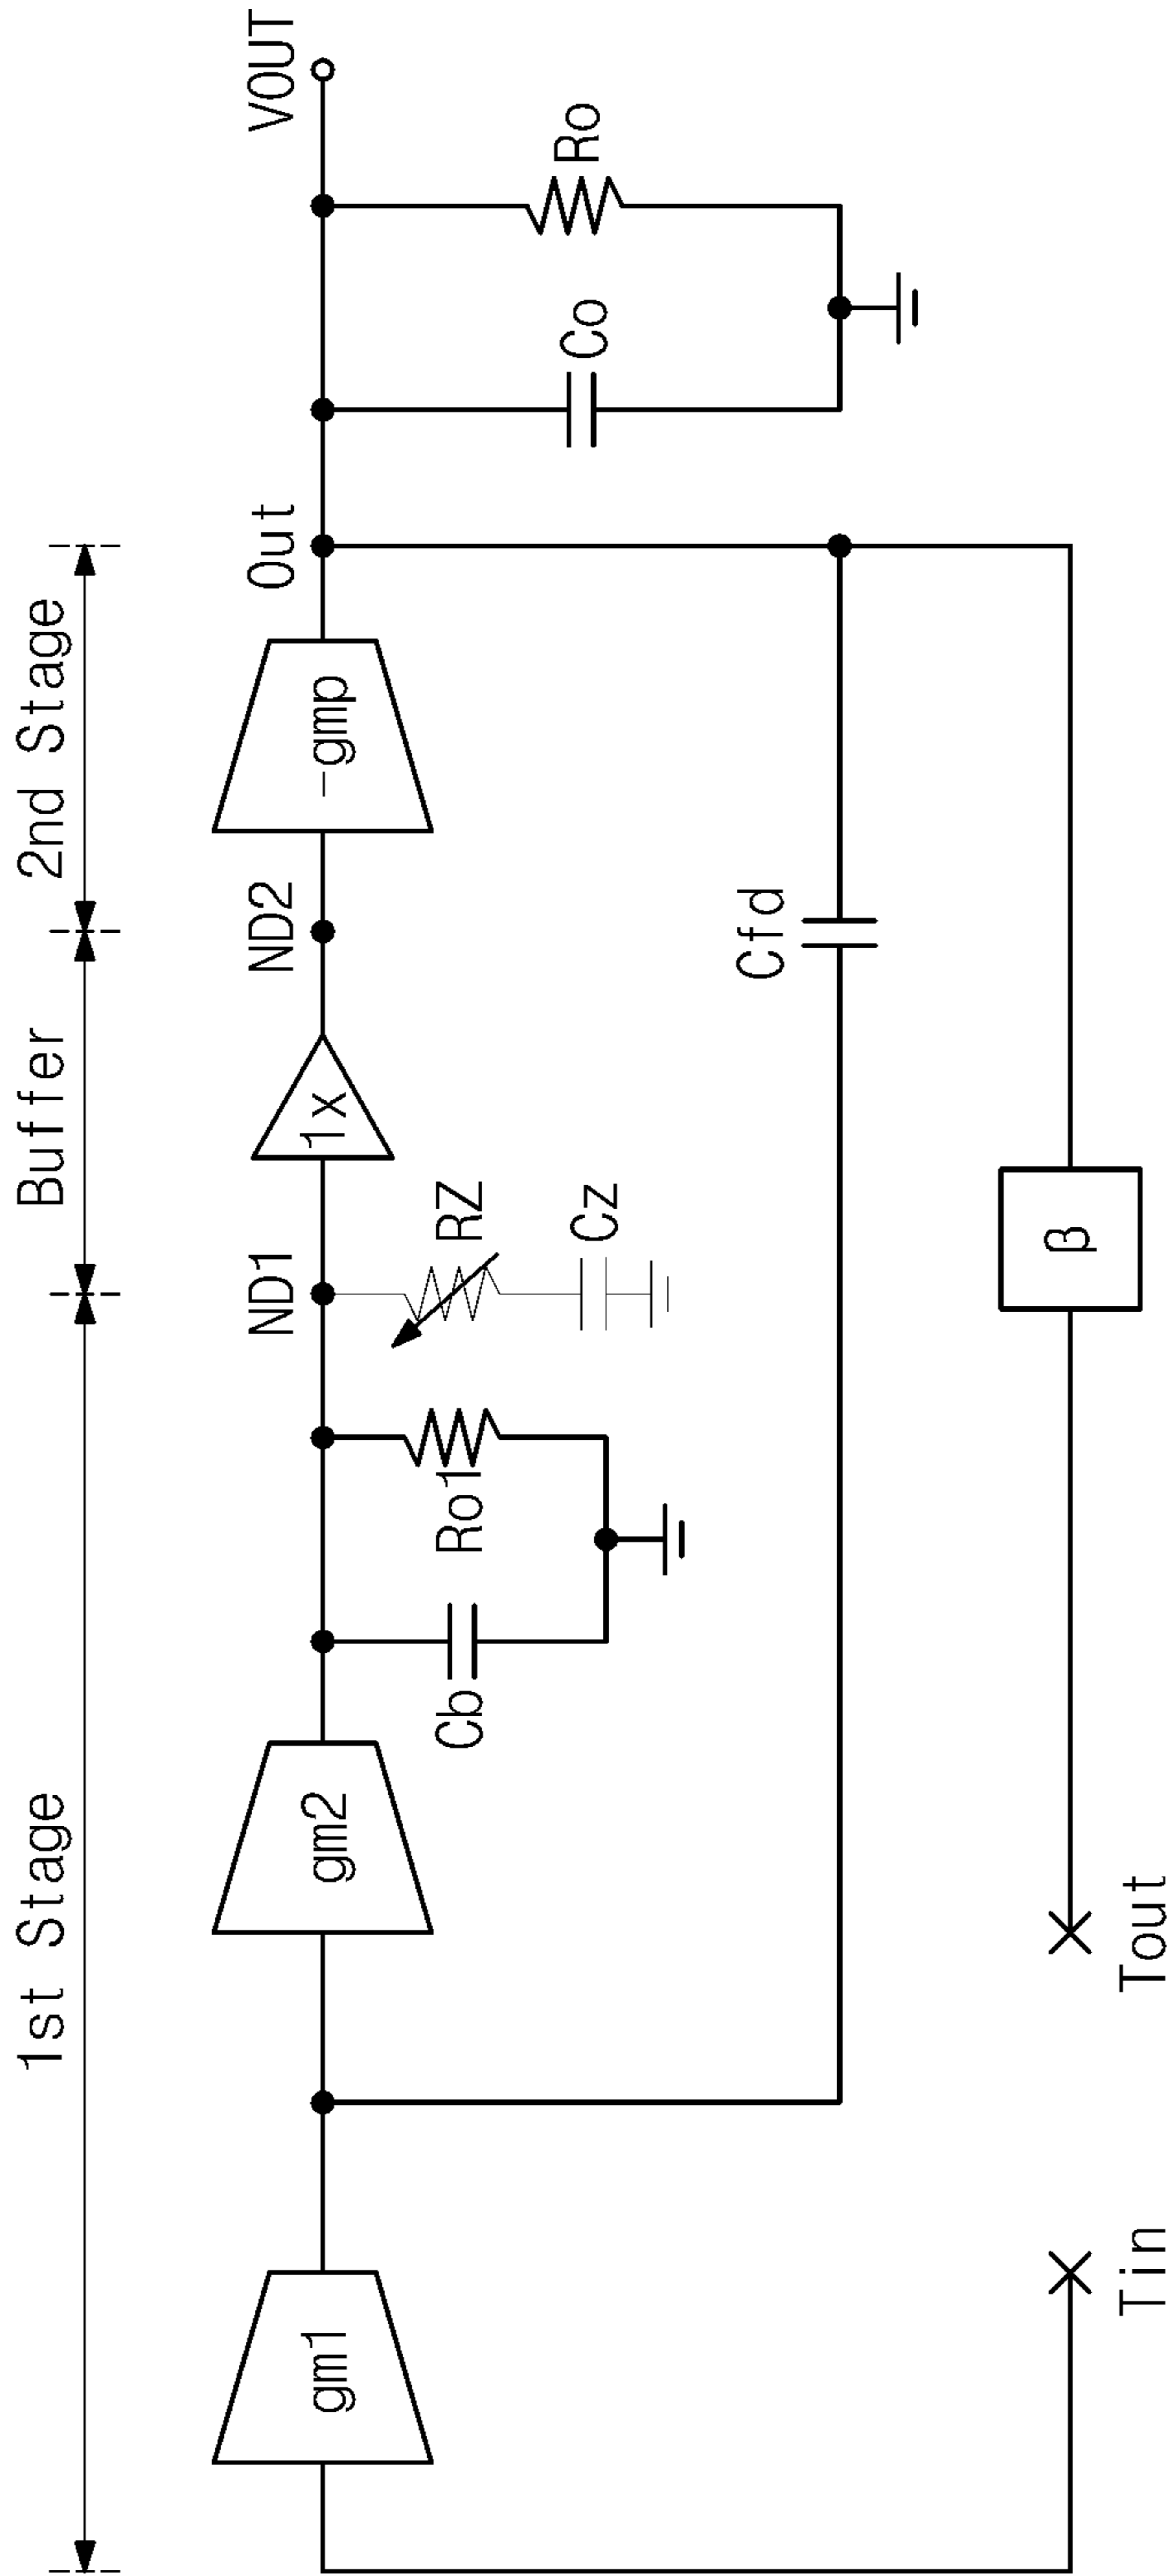 1st Stage
Buffer
2nd Stage
ND1
ND2
Out
VOUT
gm1
gm2
1x
-gmp
Cb
Ro1
RZ
Cz
Co
Ro
Cfd
β
Tin
Tout